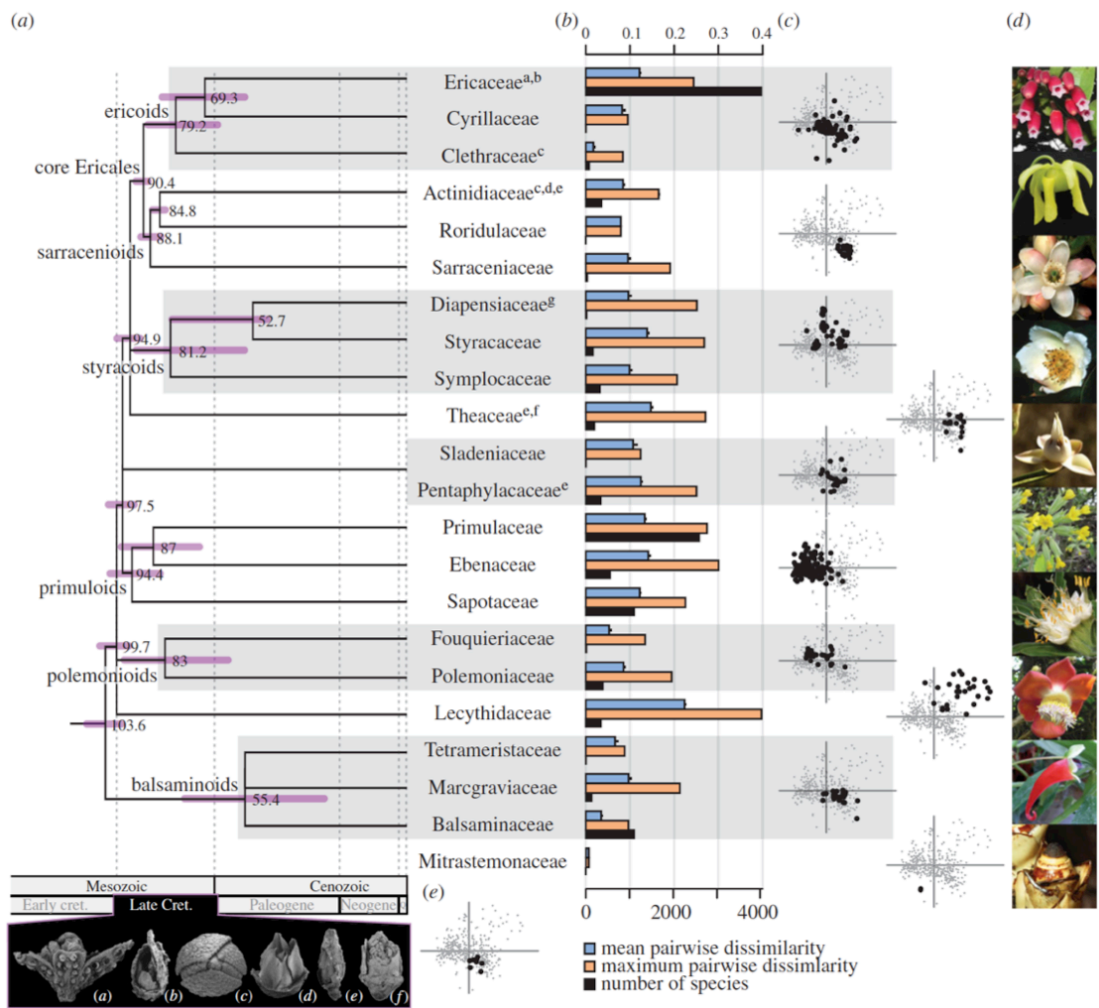 (a) (b) (c) (d)
0 0.1 0.2 0.3 0.4
Ericaceaea,b
69.3
ericoids
Cyrillaceae
79.2
Clethraceaec
core Ericales
90.4
Actinidiaceaec,d,e
84.8
Roridulaceae
88.1
sarracenioids
Sarraceniaceae
Diapensiaceaeg
52.7
94.9
Styracaceae
81.2
styracoids
Symplocaceae
Theaceaee,f
Sladeniaceae
Pentaphylacaceaee
97.5
Primulaceae
87
Ebenaceae
94.4
primuloids
Sapotaceae
Fouquieriaceae
99.7
83
polemonioids
Polemoniaceae
Lecythidaceae
103.6
Tetrameristaceae
balsaminoids
Marcgraviaceae
55.4
Balsaminaceae
Mitrastemonaceae
Mesozoic Cenozoic
Early cret. Late Cret. Paleogene Neogene
(e)
0 1000 2000 3000 4000
mean pairwise dissimilarity
maximum pairwise dissimilarity
number of species
(a) (b) (c) (d) (e) (f)